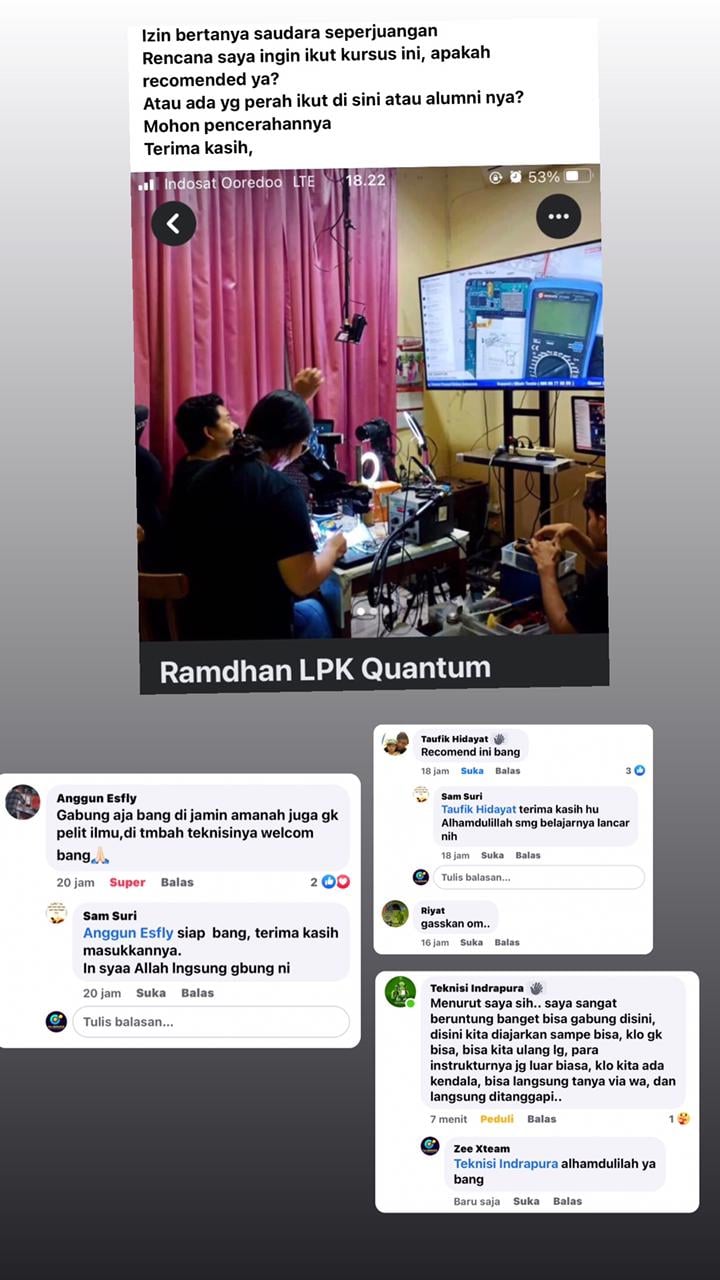 Izin bertanya saudara seperjuangan
Rencana saya ingin ikut kursus ini, apakah
recomended ya?
Atau ada yg perah ikut di sini atau alumni nya?
Mohon pencerahannya
Terima kasih,
Indosat Ooredoo LTE 18.22 53%
Ramdhan LPK Quantum
Anggun Esfly
Gabung aja bang di jamin amanah juga gk
pelit ilmu,di tmbah teknisinya welcom
bang🙏🏻
20 jam Super Balas 2
Sam Suri
Anggun Esfly siap bang, terima kasih
masukkannya.
In syaa Allah lngsung gbung ni
20 jam Suka Balas
Tulis balasan...
Taufik Hidayat
Recomend ini bang
18 jam Suka Balas 3
Sam Suri
Taufik Hidayat terima kasih hu
Alhamdulillah smg belajarnya lancar
nih
18 jam Suka Balas
Tulis balasan...
Riyat
gasskan om..
16 jam Suka Balas
Teknisi Indrapura
Menurut saya sih.. saya sangat
beruntung banget bisa gabung disini,
disini kita diajarkan sampe bisa, klo gk
bisa, bisa kita ulang lg, para
instrukturnya jg luar biasa, klo kita ada
kendala, bisa langsung tanya via wa, dan
langsung ditanggapi..
7 menit Peduli Balas 1
Zee Xteam
Teknisi Indrapura alhamdulilah ya
bang
Baru saja Suka Balas